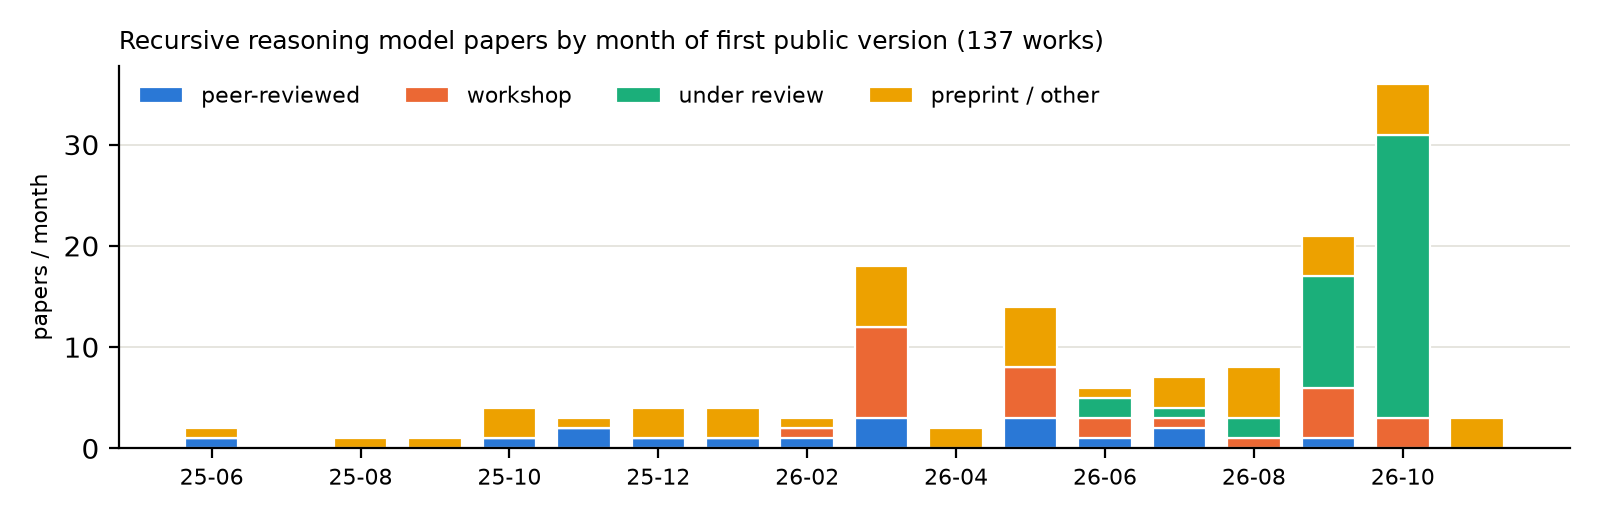 Recursive reasoning model papers by month of first public version (137 works)
peer-reviewed workshop under review preprint / other
papers / month
30
20
10
0
25-06 25-08 25-10 25-12 26-02 26-04 26-06 26-08 26-10